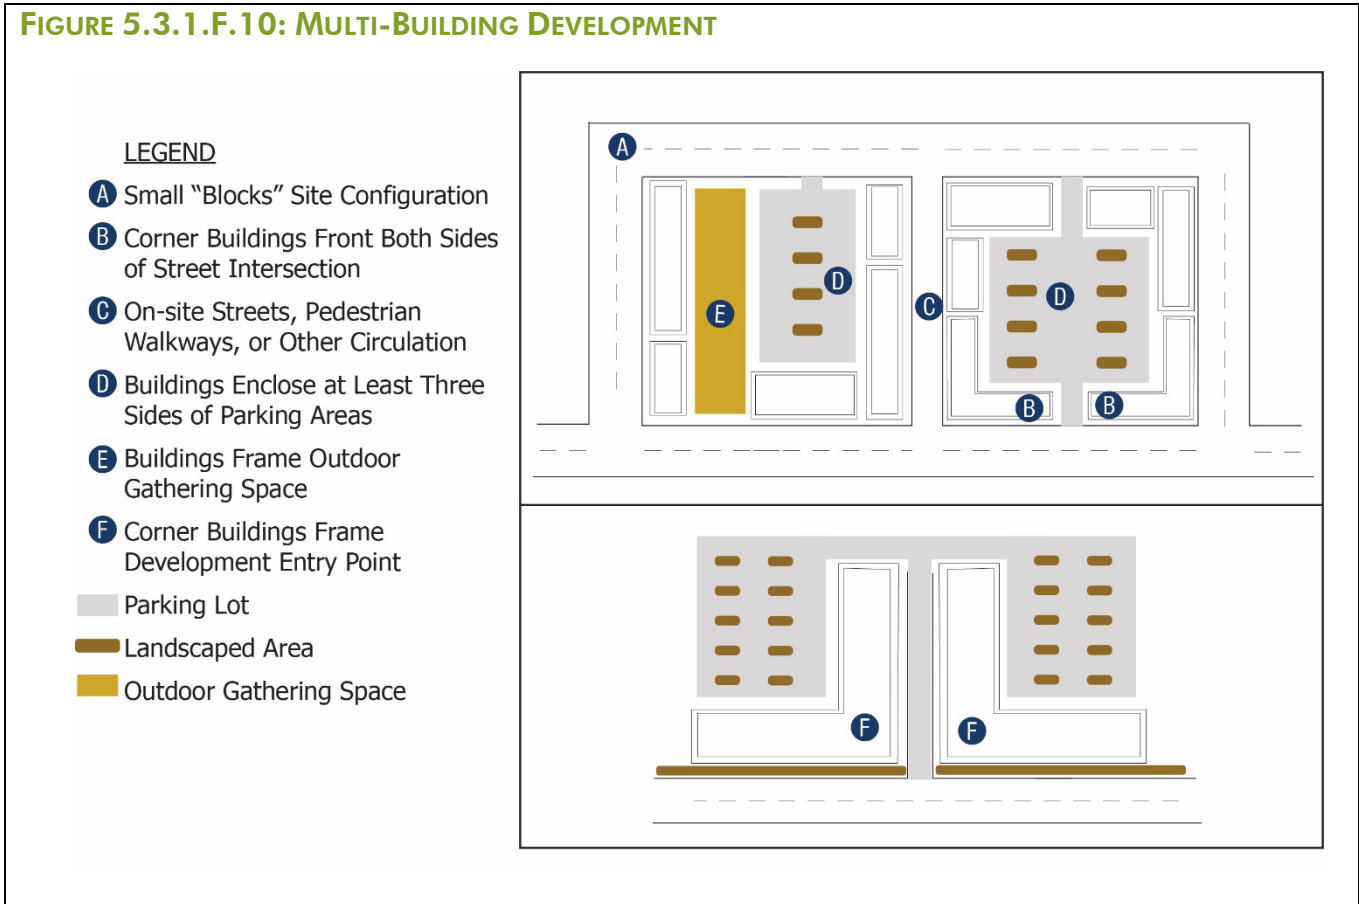 FIGURE 5.3.1.F.10: MULTI-BUILDING DEVELOPMENT
LEGEND
A Small “Blocks” Site Configuration
B Corner Buildings Front Both Sides
of Street Intersection
C On-site Streets, Pedestrian
Walkways, or Other Circulation
D Buildings Enclose at Least Three
Sides of Parking Areas
E Buildings Frame Outdoor
Gathering Space
F Corner Buildings Frame
Development Entry Point
Parking Lot
Landscaped Area
Outdoor Gathering Space
A
D
E
C
D
B
B
F
F